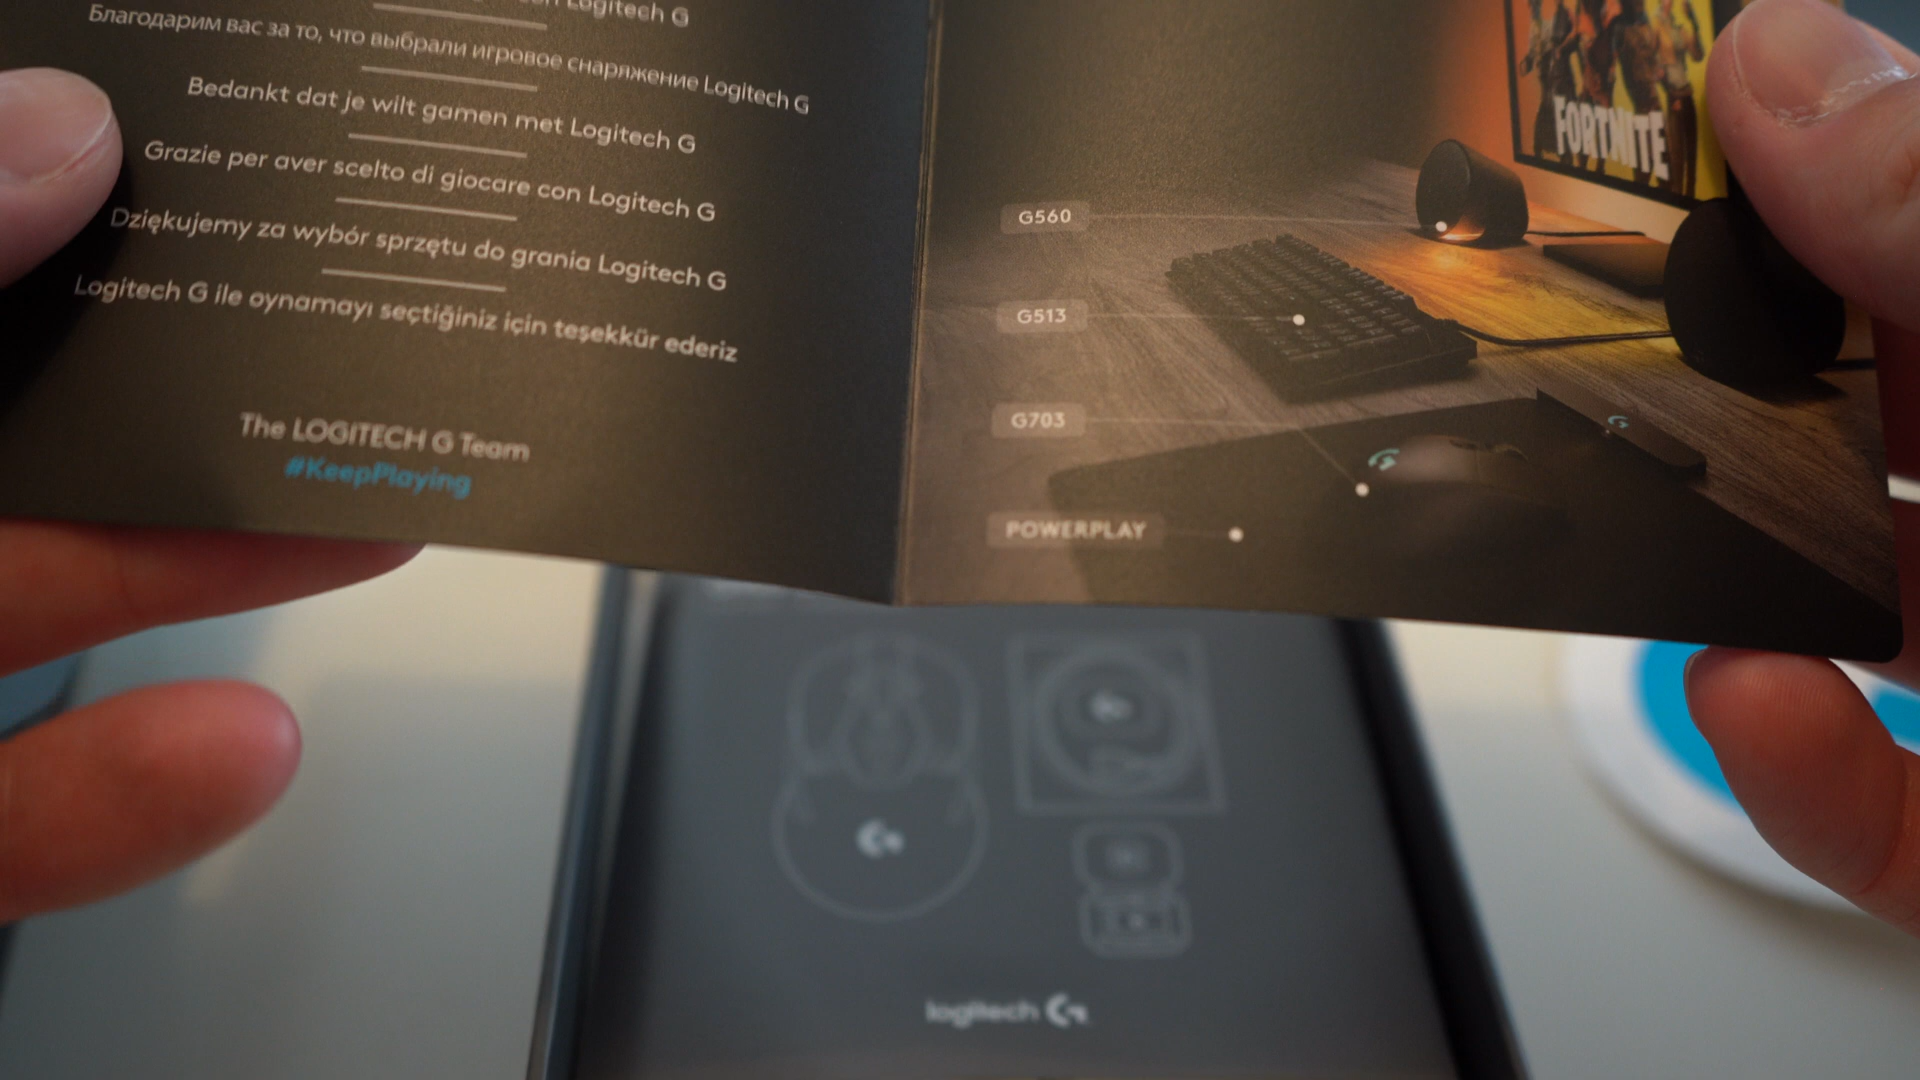 Logitech G
Благодарим вас за то, что выбрали игровое снаряжение Logitech G
Bedankt dat je wilt gamen met Logitech G
Grazie per aver scelto di giocare con Logitech G
Dziękujemy za wybór sprzętu do grania Logitech G
Logitech G ile oynamayı seçtiğiniz için teşekkür ederiz
The LOGITECH G Team
#KeepPlaying
FORTNITE
G560
G513
G703
POWERPLAY
logitech G